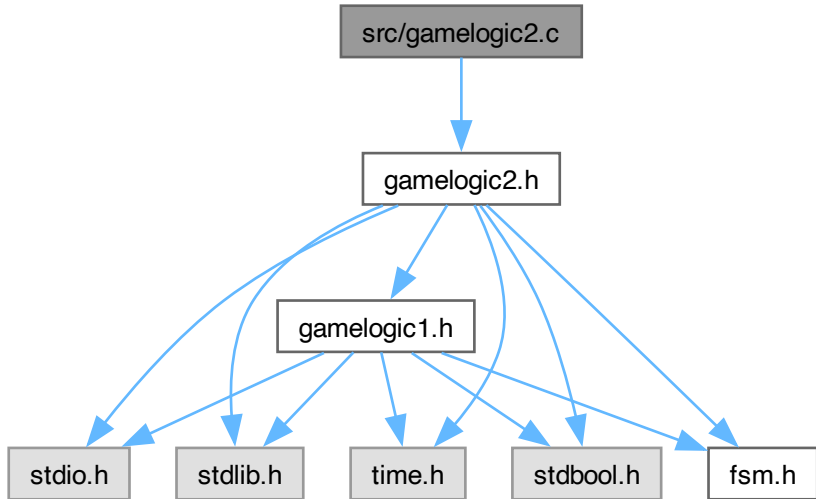 src/gamelogic2.c
gamelogic2.h
gamelogic1.h
stdio.h
stdlib.h
time.h
stdbool.h
fsm.h